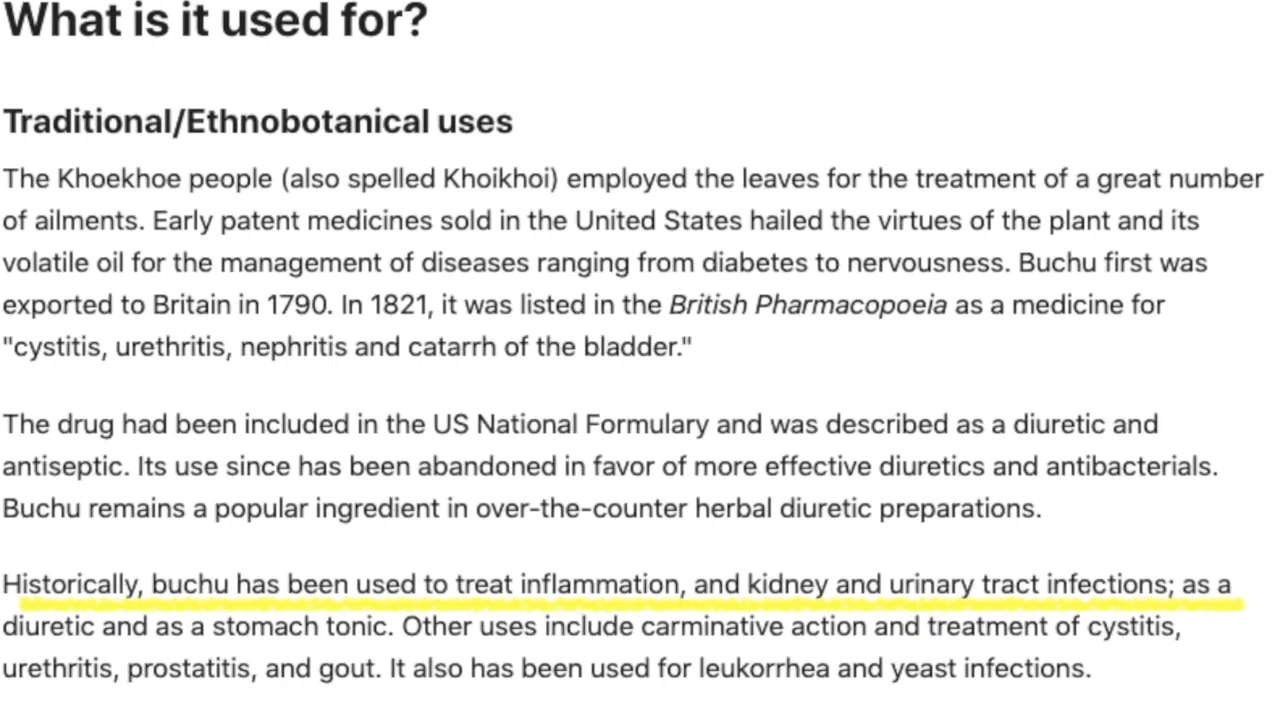 What is it used for?
Traditional/Ethnobotanical uses
The Khoekhoe people (also spelled Khoikhoi) employed the leaves for the treatment of a great number
of ailments. Early patent medicines sold in the United States hailed the virtues of the plant and its
volatile oil for the management of diseases ranging from diabetes to nervousness. Buchu first was
exported to Britain in 1790. In 1821, it was listed in the British Pharmacopoeia as a medicine for
"cystitis, urethritis, nephritis and catarrh of the bladder."
The drug had been included in the US National Formulary and was described as a diuretic and
antiseptic. Its use since has been abandoned in favor of more effective diuretics and antibacterials.
Buchu remains a popular ingredient in over-the-counter herbal diuretic preparations.
Historically, buchu has been used to treat inflammation, and kidney and urinary tract infections; as a
diuretic and as a stomach tonic. Other uses include carminative action and treatment of cystitis,
urethritis, prostatitis, and gout. It also has been used for leukorrhea and yeast infections.